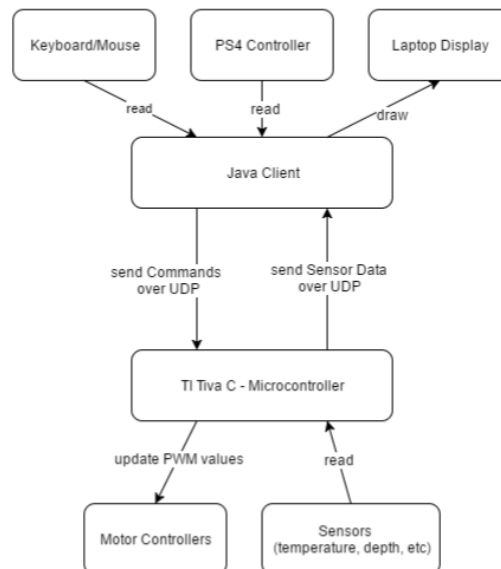 Keyboard/Mouse
PS4 Controller
Laptop Display
read
read
draw
Java Client
send Commands
over UDP
send Sensor Data
over UDP
TI Tiva C - Microcontroller
update PWM values
read
Motor Controllers
Sensors
(temperature, depth, etc)